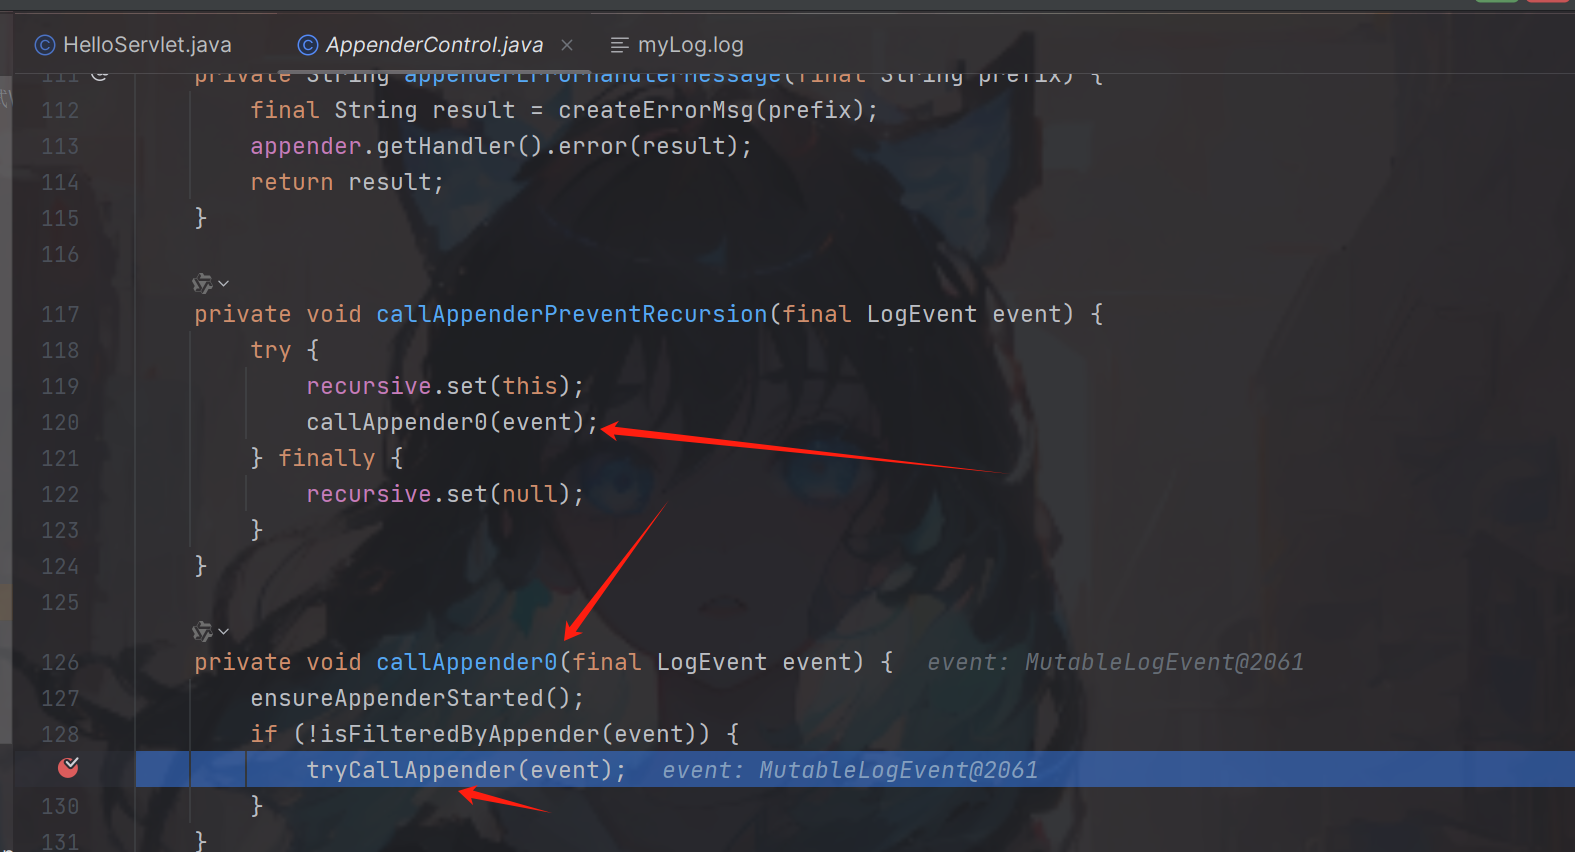 HelloServlet.java AppenderControl.java myLog.log
111 private String appenderErrorHandlerMessage(final String prefix) {
112 final String result = createErrorMsg(prefix);
113 appender.getHandler().error(result);
114 return result;
115 }
116
117 private void callAppenderPreventRecursion(final LogEvent event) {
118 try {
119 recursive.set(this);
120 callAppender0(event);
121 } finally {
122 recursive.set(null);
123 }
124 }
125
126 private void callAppender0(final LogEvent event) { event: MutableLogEvent@2061
127 ensureAppenderStarted();
128 if (!isFilteredByAppender(event)) {
tryCallAppender(event); event: MutableLogEvent@2061
130 }
131 }